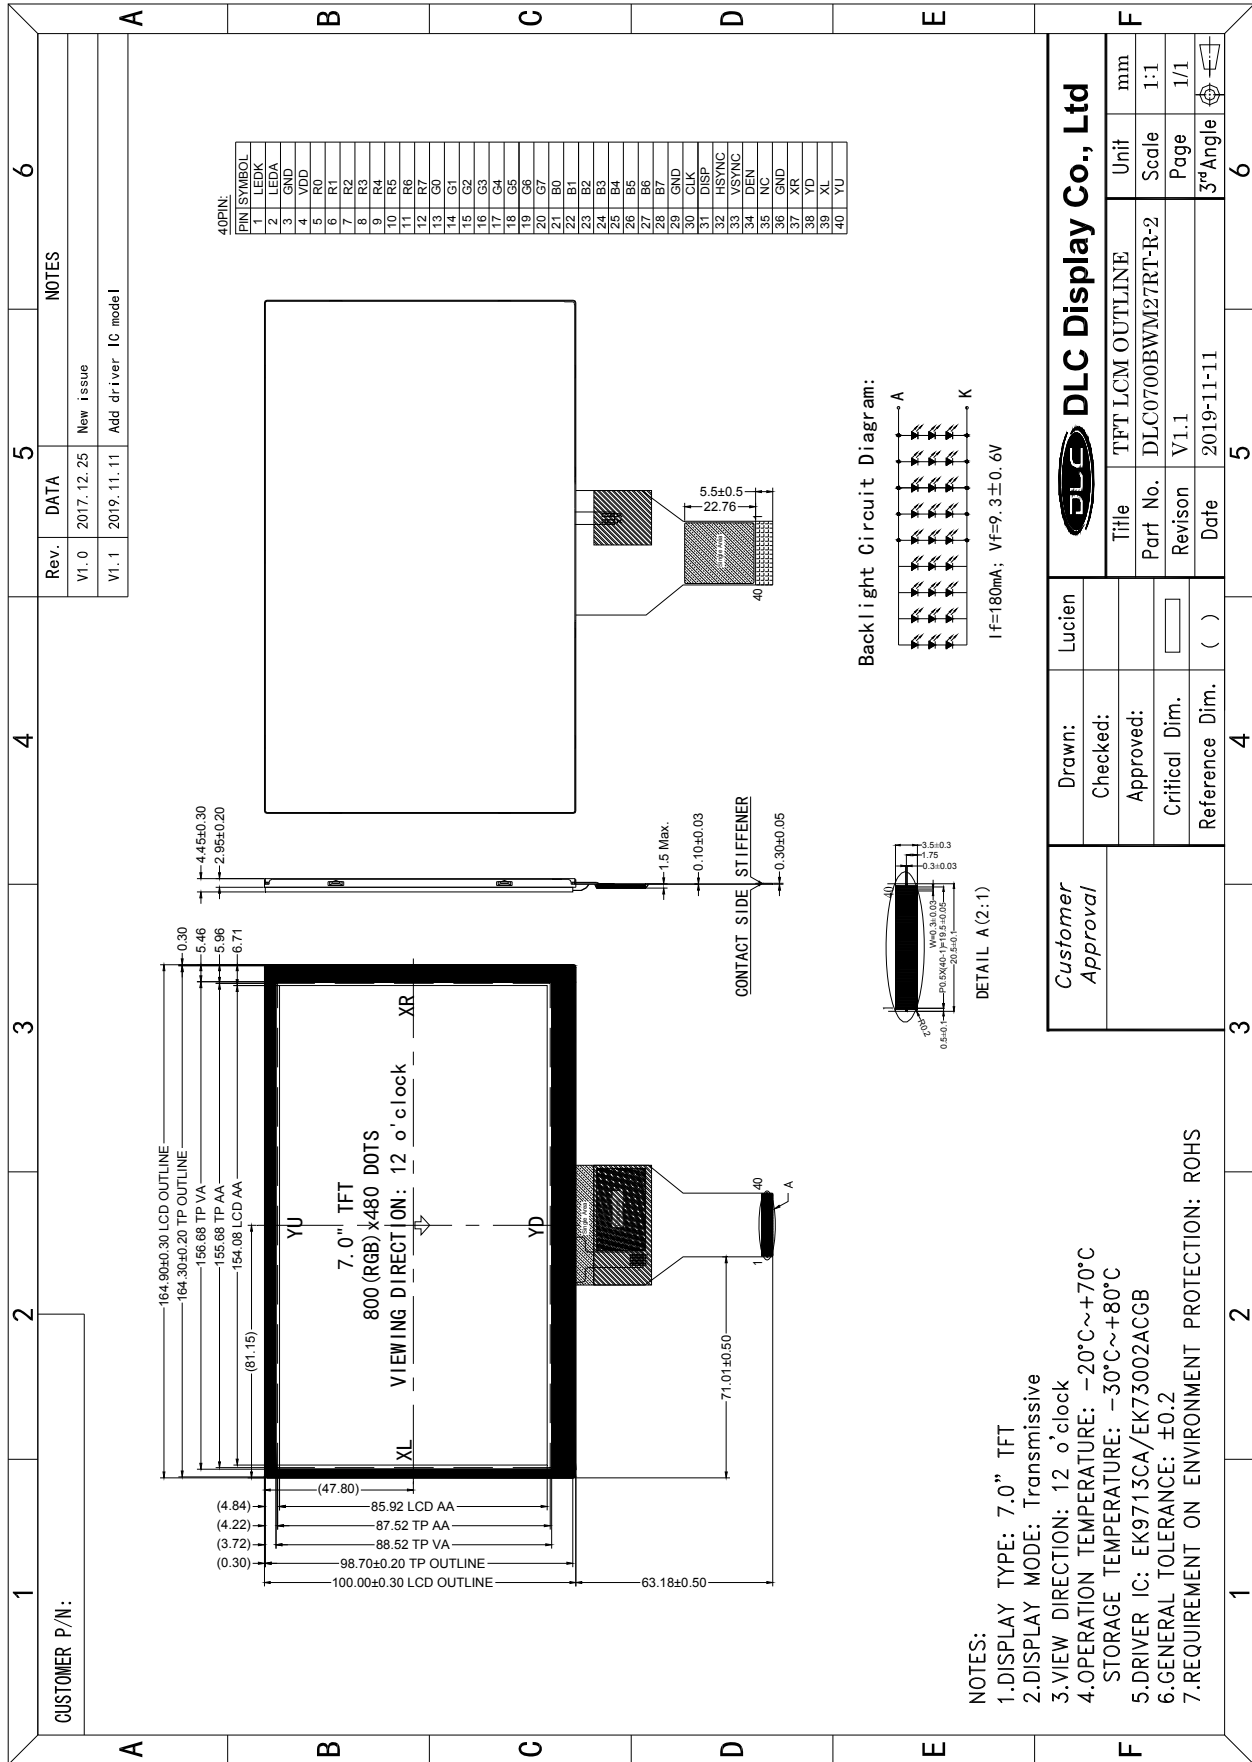 1
2
3
4
5
6
A
B
C
D
E
F
CUSTOMER P/N:
Rev.
DATA
NOTES
V1.0
2017.12.25
New issue
V1.1
2019.11.11
Add driver IC model
164.90±0.30 LCD OUTLINE
164.30±0.20 TP OUTLINE
156.68 TP VA
155.68 TP AA
154.08 LCD AA
(81.15)
0.30
5.46
5.96
6.71
4.45±0.30
2.95±0.20
(4.84)
(4.22)
(3.72)
(0.30)
(47.80)
85.92 LCD AA
87.52 TP AA
88.52 TP VA
98.70±0.20 TP OUTLINE
100.00±0.30 LCD OUTLINE
63.18±0.50
71.01±0.50
YU
7.0" TFT
800(RGB)x480 DOTS
VIEWING DIRECTION: 12 o'clock
XL
XR
YD
1
40
A
1.5 Max.
0.10±0.03
CONTACT SIDE
STIFFENER
0.30±0.05
5.5±0.5
22.76
40
1
40PIN:
PIN SYMBOL
1 LEDK
2 LEDA
3 GND
4 VDD
5 R0
6 R1
7 R2
8 R3
9 R4
10 R5
11 R6
12 R7
13 G0
14 G1
15 G2
16 G3
17 G4
18 G5
19 G6
20 G7
21 B0
22 B1
23 B2
24 B3
25 B4
26 B5
27 B6
28 B7
29 GND
30 CLK
31 DISP
32 HSYNC
33 VSYNC
34 DEN
35 NC
36 GND
37 XR
38 YD
39 XL
40 YU
Backlight Circuit Diagram:
A
K
If=180mA; Vf=9.3±0.6V
40
3.5±0.3
1.75
0.3±0.03
W=0.3±0.03
P0.5X(40-1)=19.5±0.05
20.5±0.1
0.5±0.1
R0.2
DETAIL A(2:1)
NOTES:
1.DISPLAY TYPE: 7.0" TFT
2.DISPLAY MODE: Transmissive
3.VIEW DIRECTION: 12 o'clock
4.OPERATION TEMPERATURE: -20°C~+70°C
STORAGE TEMPERATURE: -30°C~+80°C
5.DRIVER IC: EK9713CA/EK73002ACGB
6.GENERAL TOLERANCE: ±0.2
7.REQUIREMENT ON ENVIRONMENT PROTECTION: ROHS
Customer
Approval
Drawn:
Lucien
Checked:
Approved:
Critical Dim.
Reference Dim.
( )
DLC
DLC Display Co., Ltd
Title
TFT LCM OUTLINE
Unit
mm
Part No.
DLC0700BWM27RT-R-2
Scale
1:1
Revison
V1.1
Page
1/1
Date
2019-11-11
3rd Angle
1
2
3
4
5
6
A
B
C
D
E
F